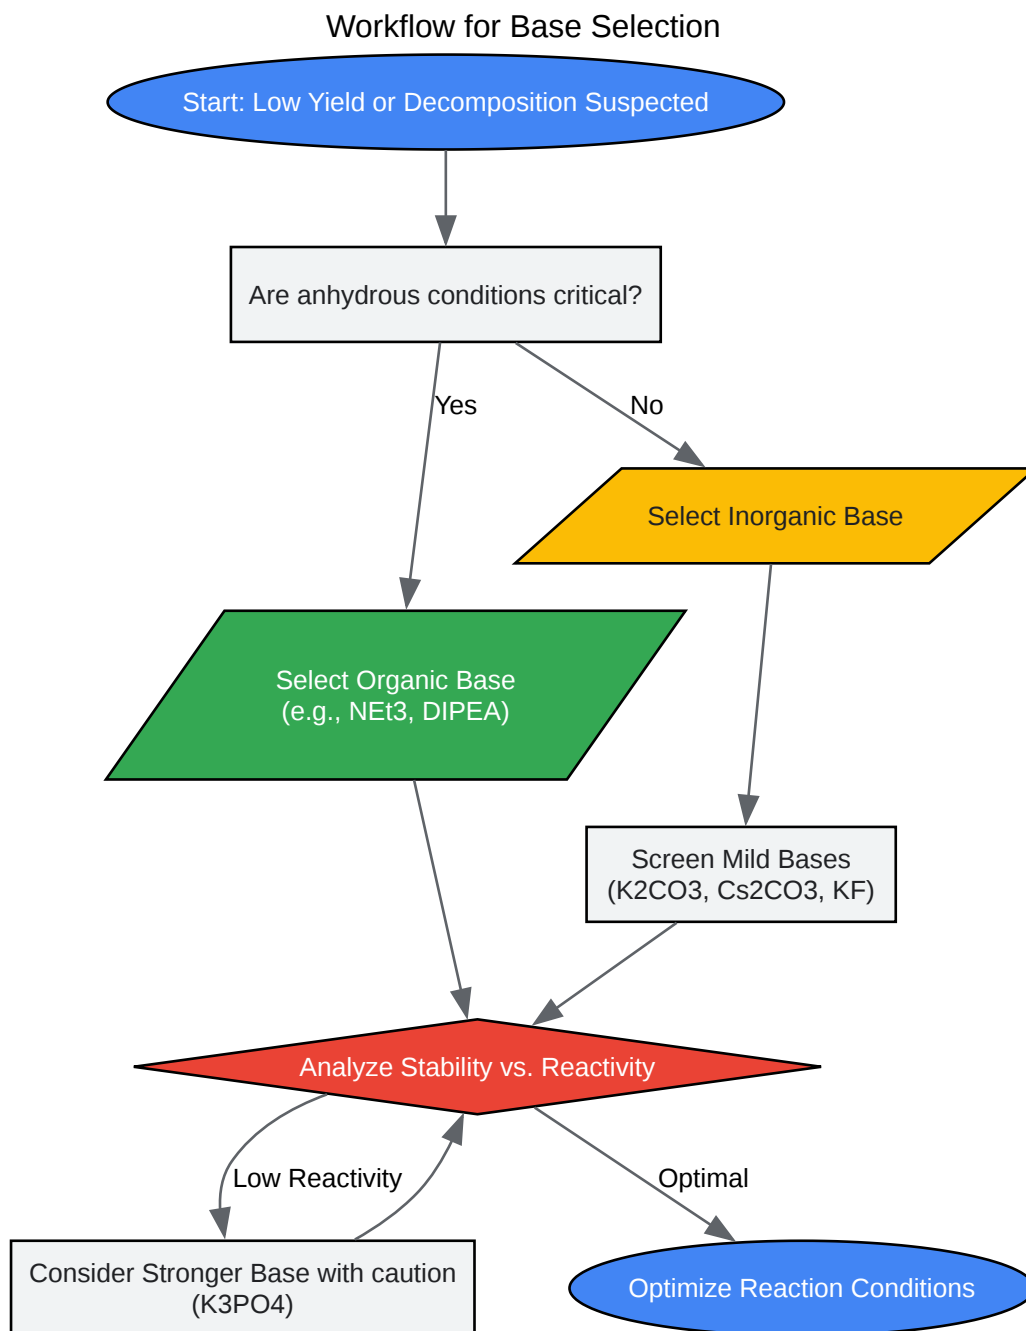 Workflow for Base Selection
Start: Low Yield or Decomposition Suspected
Are anhydrous conditions critical?
Yes
No
Select Inorganic Base
Select Organic Base
(e.g., NEt3, DIPEA)
Screen Mild Bases
(K2CO3, Cs2CO3, KF)
Analyze Stability vs. Reactivity
Low Reactivity
Optimal
Consider Stronger Base with caution
(K3PO4)
Optimize Reaction Conditions